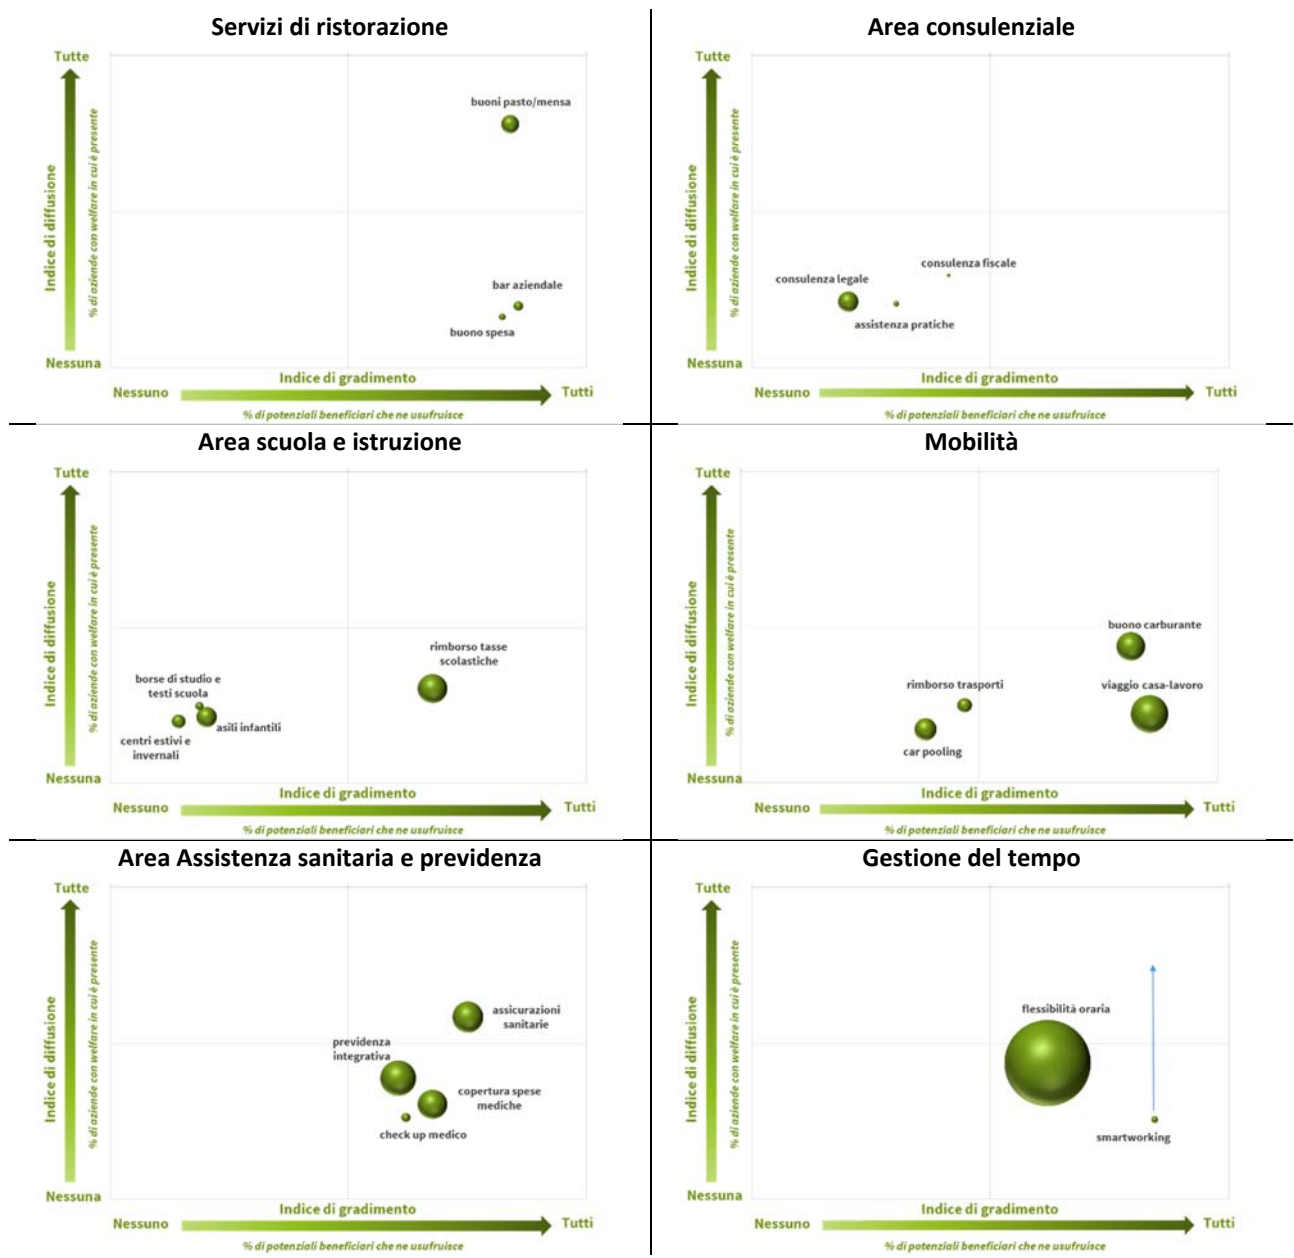 Servizi di ristorazione
Tutte
Indice di diffusione
% di aziende con welfare in cui è presente
buoni pasto/mensa
bar aziendale
buono spesa
Nessuna
Indice di gradimento
Nessuno
Tutti
% di potenziali beneficiari che ne usufruisce
Area consulenziale
Tutte
Indice di diffusione
% di aziende con welfare in cui è presente
consulenza fiscale
consulenza legale
assistenza pratiche
Nessuna
Indice di gradimento
Nessuno
Tutti
% di potenziali beneficiari che ne usufruisce
Area scuola e istruzione
Tutte
Indice di diffusione
% di aziende con welfare in cui è presente
rimborso tasse
scolastiche
borse di studio e
testi scuola
asili infantili
centri estivi e
invernali
Nessuna
Indice di gradimento
Nessuno
Tutti
% di potenziali beneficiari che ne usufruisce
Mobilità
Tutte
Indice di diffusione
% di aziende con welfare in cui è presente
buono carburante
rimborso trasporti
viaggio casa-lavoro
car pooling
Nessuna
Indice di gradimento
Nessuno
Tutti
% di potenziali beneficiari che ne usufruisce
Area Assistenza sanitaria e previdenza
Tutte
Indice di diffusione
% di aziende con welfare in cui è presente
assicurazioni
sanitarie
previdenza
integrativa
copertura spese
mediche
check up medico
Nessuna
Indice di gradimento
Nessuno
Tutti
% di potenziali beneficiari che ne usufruisce
Gestione del tempo
Tutte
Indice di diffusione
% di aziende con welfare in cui è presente
flessibilità oraria
smartworking
Nessuna
Indice di gradimento
Nessuno
Tutti
% di potenziali beneficiari che ne usufruisce